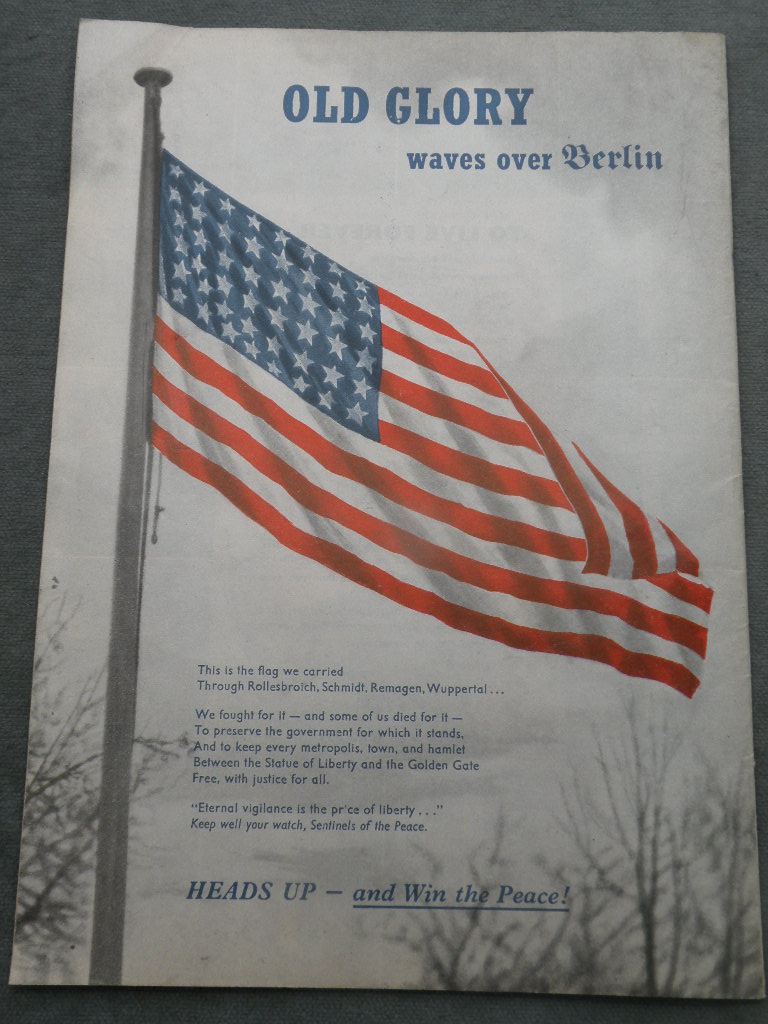 OLD GLORY
waves over Berlin
This is the flag we carried
Through Rollesbroich, Schmidt, Remagen, Wuppertal . . .
We fought for it — and some of us died for it —
To preserve the government for which it stands,
And to keep every metropolis, town, and hamlet
Between the Statue of Liberty and the Golden Gate
Free, with justice for all.
"Eternal vigilance is the price of liberty . . ."
Keep well your watch, Sentinels of the Peace.
HEADS UP — and Win the Peace!